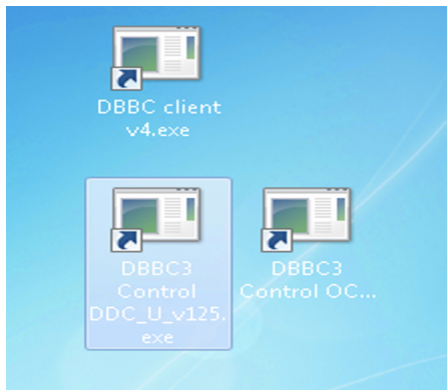 DBBC client
v4.exe
DBBC3
Control
DDC_U_v125.
exe
DBBC3
Control OC...